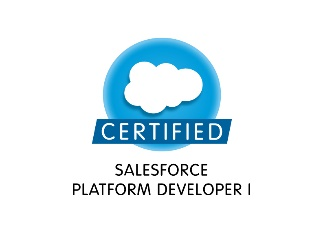 CERTIFIED
SALESFORCE
PLATFORM DEVELOPER I